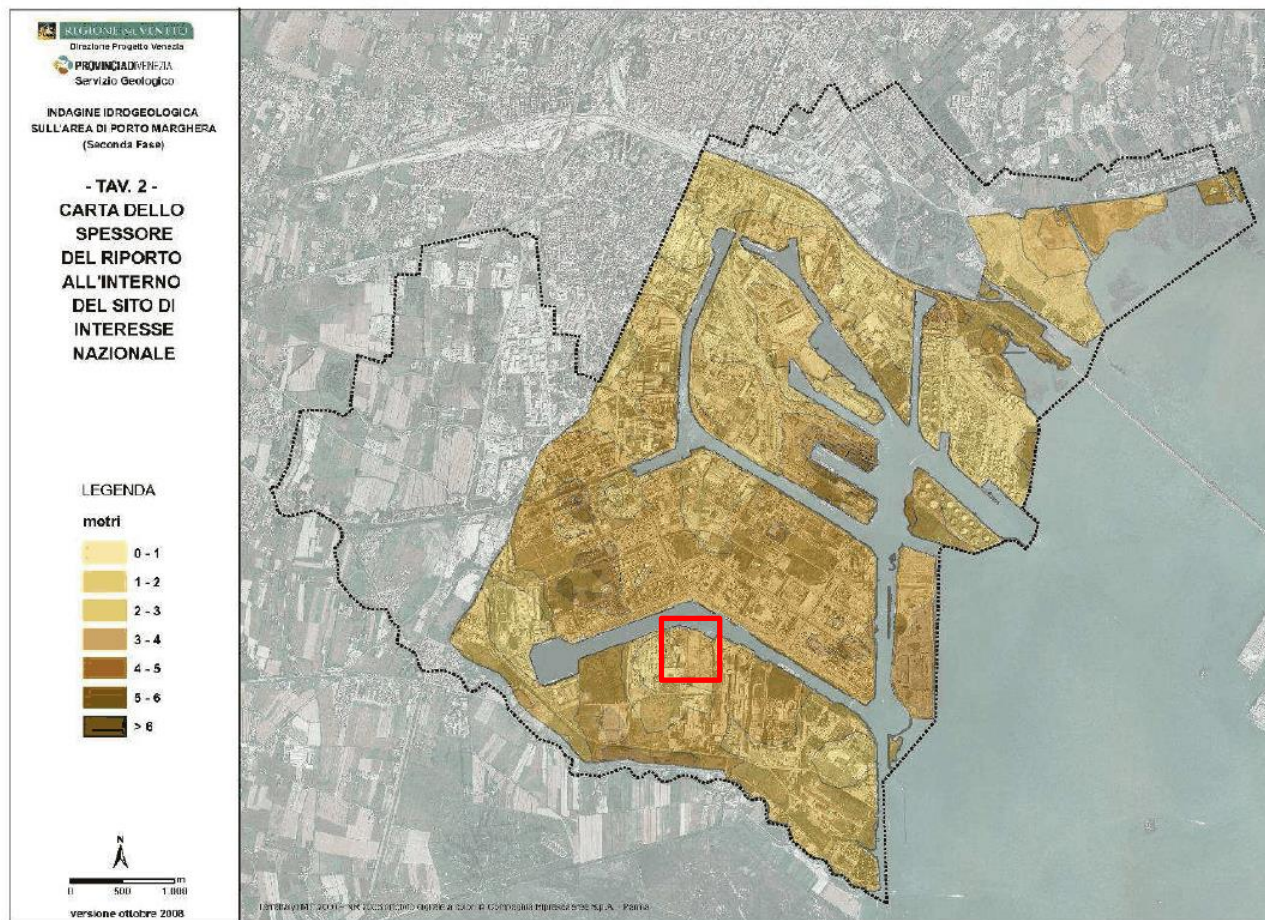 REGIONE DEL VENETO
Direzione Progetto Venezia
PROVINCIA DI VENEZIA
Servizio Geologico
INDAGINE IDROGEOLOGICA
SULL'AREA DI PORTO MARGHERA
(Seconda Fase)
- TAV. 2 -
CARTA DELLO
SPESSORE
DEL RIPORTO
ALL'INTERNO
DEL SITO DI
INTERESSE
NAZIONALE
LEGENDA
metri
0 - 1
1 - 2
2 - 3
3 - 4
4 - 5
5 - 6
> 6
N
m
0 500 1.000
versione ottobre 2008
digitale a colori